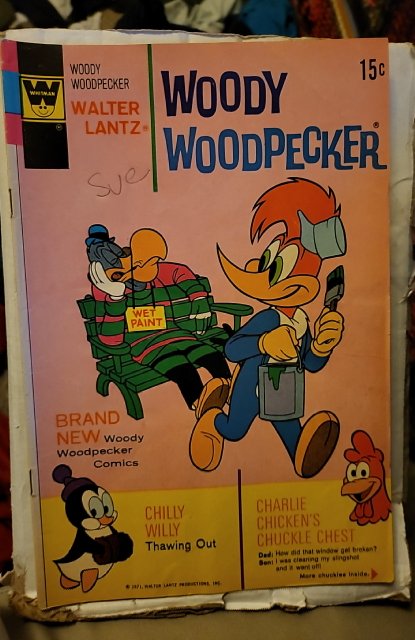 WHITMAN
WOODY
WOODPECKER
WALTER
LANTZ®
15¢
WOODY
WOODPECKER®
Sue
WET
PAINT
BRAND
NEW Woody
Woodpecker
Comics
CHILLY
WILLY
Thawing Out
CHARLIE
CHICKEN'S
CHUCKLE CHEST
Dad: How did that window get broken?
Son: I was cleaning my slingshot
and it went off!
More chuckles inside.
© 1971, WALTER LANTZ PRODUCTIONS, INC.